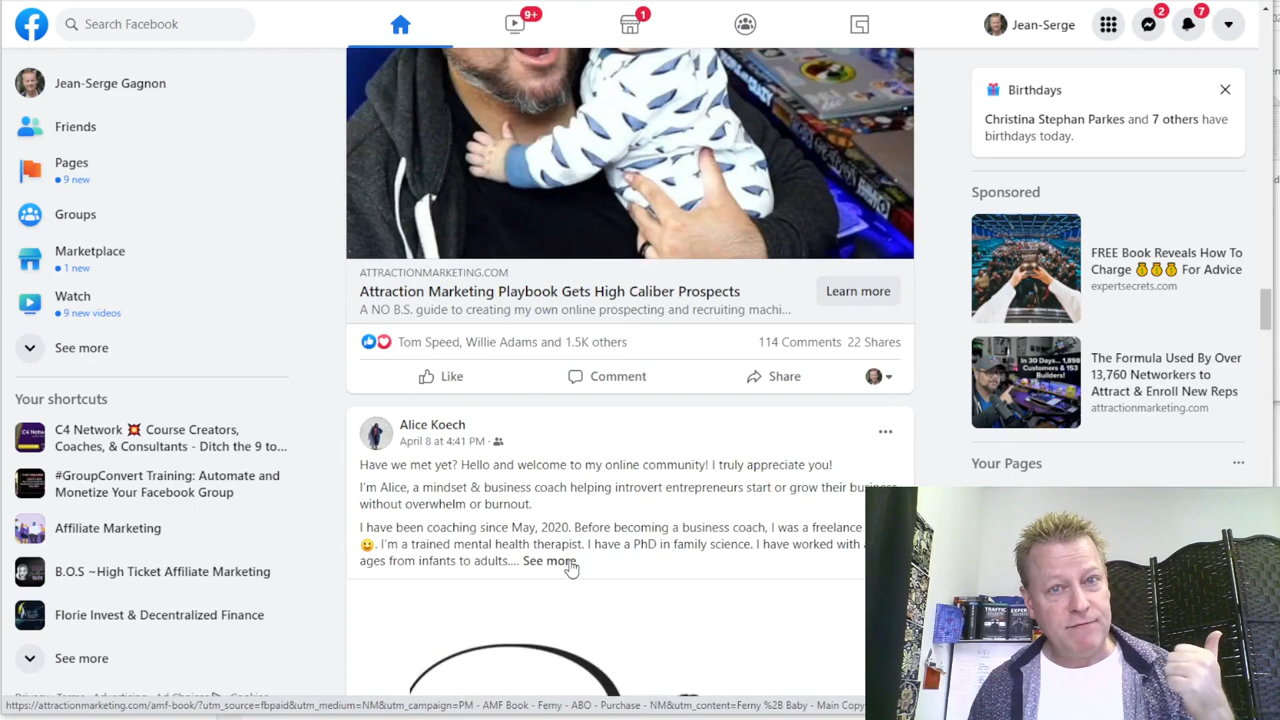 Search Facebook
9+
1
Jean-Serge
2
7
Jean-Serge Gagnon
Friends
Pages
9 new
Groups
Marketplace
1 new
Watch
9 new videos
See more
Your shortcuts
C4 Network 💥 Course Creators,
Coaches, & Consultants - Ditch the 9 to...
#GroupConvert Training: Automate and
Monetize Your Facebook Group
Affiliate Marketing
B.O.S ~High Ticket Affiliate Marketing
Florie Invest & Decentralized Finance
See more
ATTRACTIONMARKETING.COM
Attraction Marketing Playbook Gets High Caliber Prospects
A NO B.S. guide to creating my own online prospecting and recruiting machi...
Learn more
Tom Speed, Willie Adams and 1.5K others
114 Comments 22 Shares
Like
Comment
Share
Alice Koech
April 8 at 4:41 PM ·
Have we met yet? Hello and welcome to my online community! I truly appreciate you!
I'm Alice, a mindset & business coach helping introvert entrepreneurs start or grow their business
without overwhelm or burnout.
I have been coaching since May, 2020. Before becoming a business coach, I was a freelance
😃. I'm a trained mental health therapist. I have a PhD in family science. I have worked with
ages from infants to adults.... See more
Birthdays
Christina Stephan Parkes and 7 others have
birthdays today.
Sponsored
FREE Book Reveals How To
Charge 💰💰💰 For Advice
expertsecrets.com
In 30 Days... 1,898
Customers & 153
Builders!
The Formula Used By Over
13,760 Networkers to
Attract & Enroll New Reps
attractionmarketing.com
Your Pages
TRAFFIC
https://attractionmarketing.com/amf-book/?utm_source=fbpaid&utm_medium=NM&utm_campaign=PM - AMF Book - Ferny - ABO - Purchase - NM&utm_content=Ferny %2B Baby - Main Copy